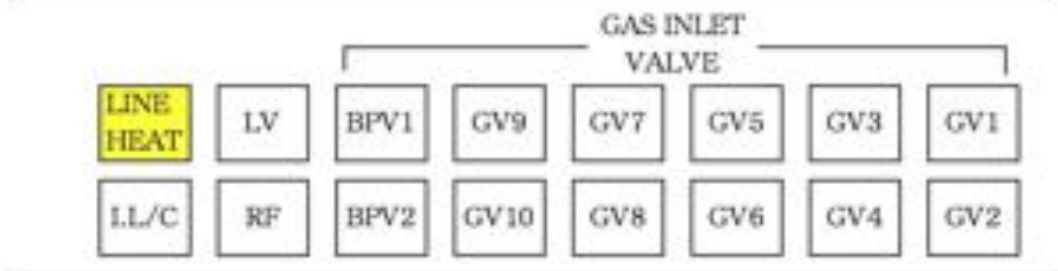 GAS INLET
VALVE
LINE
HEAT
LV
BPV1
GV9
GV7
GV5
GV3
GV1
I.L/C
RF
BPV2
GV10
GV8
GV6
GV4
GV2